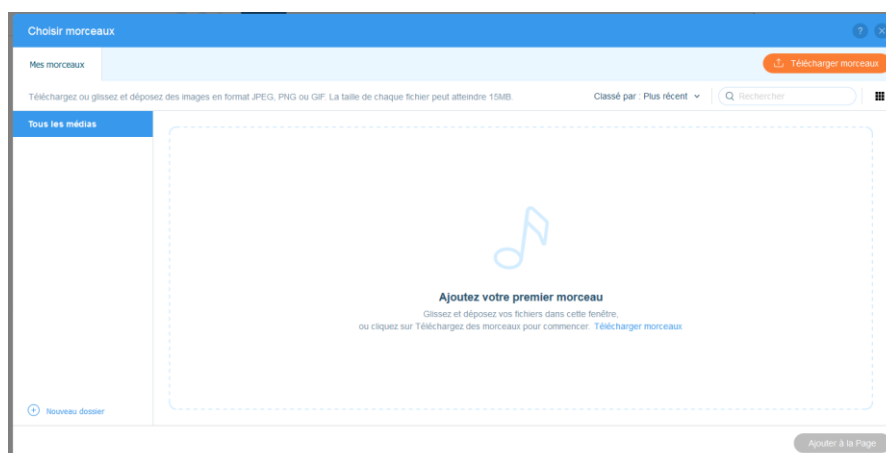 Choisir morceaux
?
Mes morceaux
Télécharger morceaux
Téléchargez ou glissez et déposez des images en format JPEG, PNG ou GIF. La taille de chaque fichier peut atteindre 15MB.
Classé par : Plus récent
Rechercher
Tous les médias
Ajoutez votre premier morceau
Glissez et déposez vos fichiers dans cette fenêtre,
ou cliquez sur Téléchargez des morceaux pour commencer. Télécharger morceaux
Nouveau dossier
Ajouter à la Page